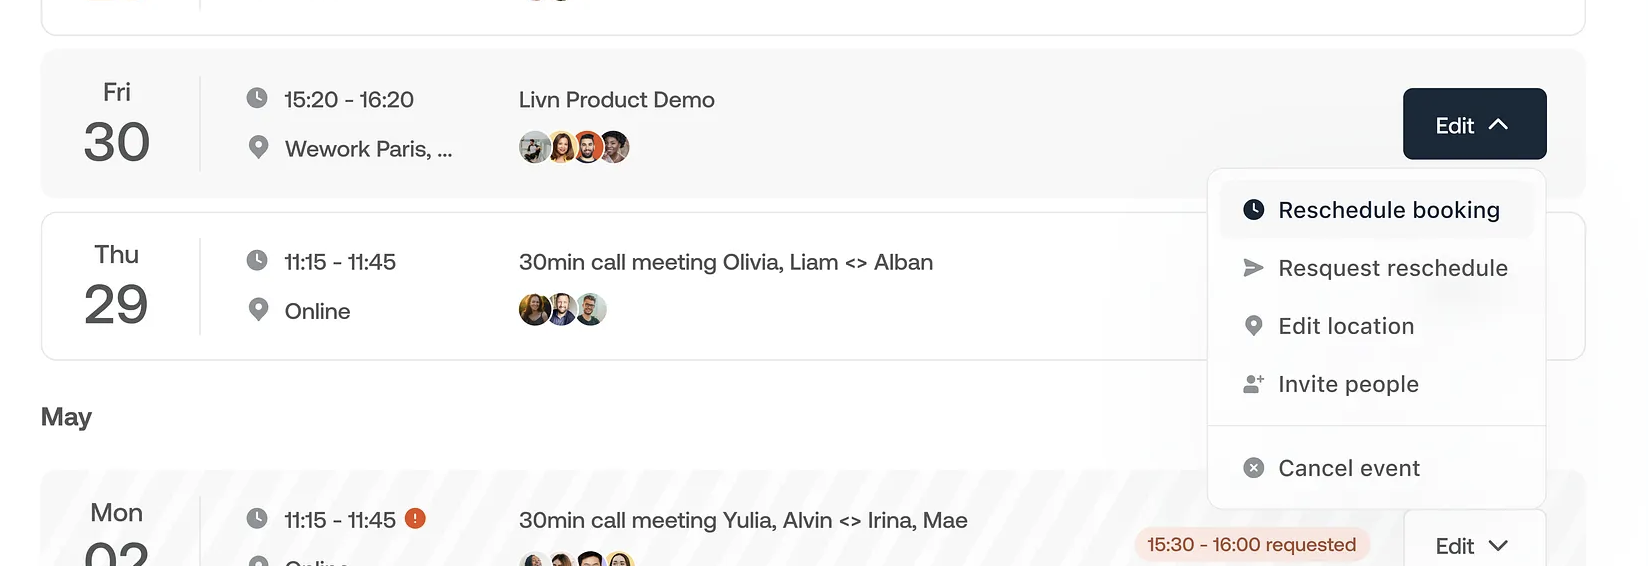 Fri
30
15:20 - 16:20
Wework Paris, ...
Livn Product Demo
Edit
Reschedule booking
Resquest reschedule
Edit location
Invite people
Cancel event
Thu
29
11:15 - 11:45
Online
30min call meeting Olivia, Liam <> Alban
May
Mon
02
11:15 - 11:45
Online
30min call meeting Yulia, Alvin <> Irina, Mae
15:30 - 16:00 requested
Edit